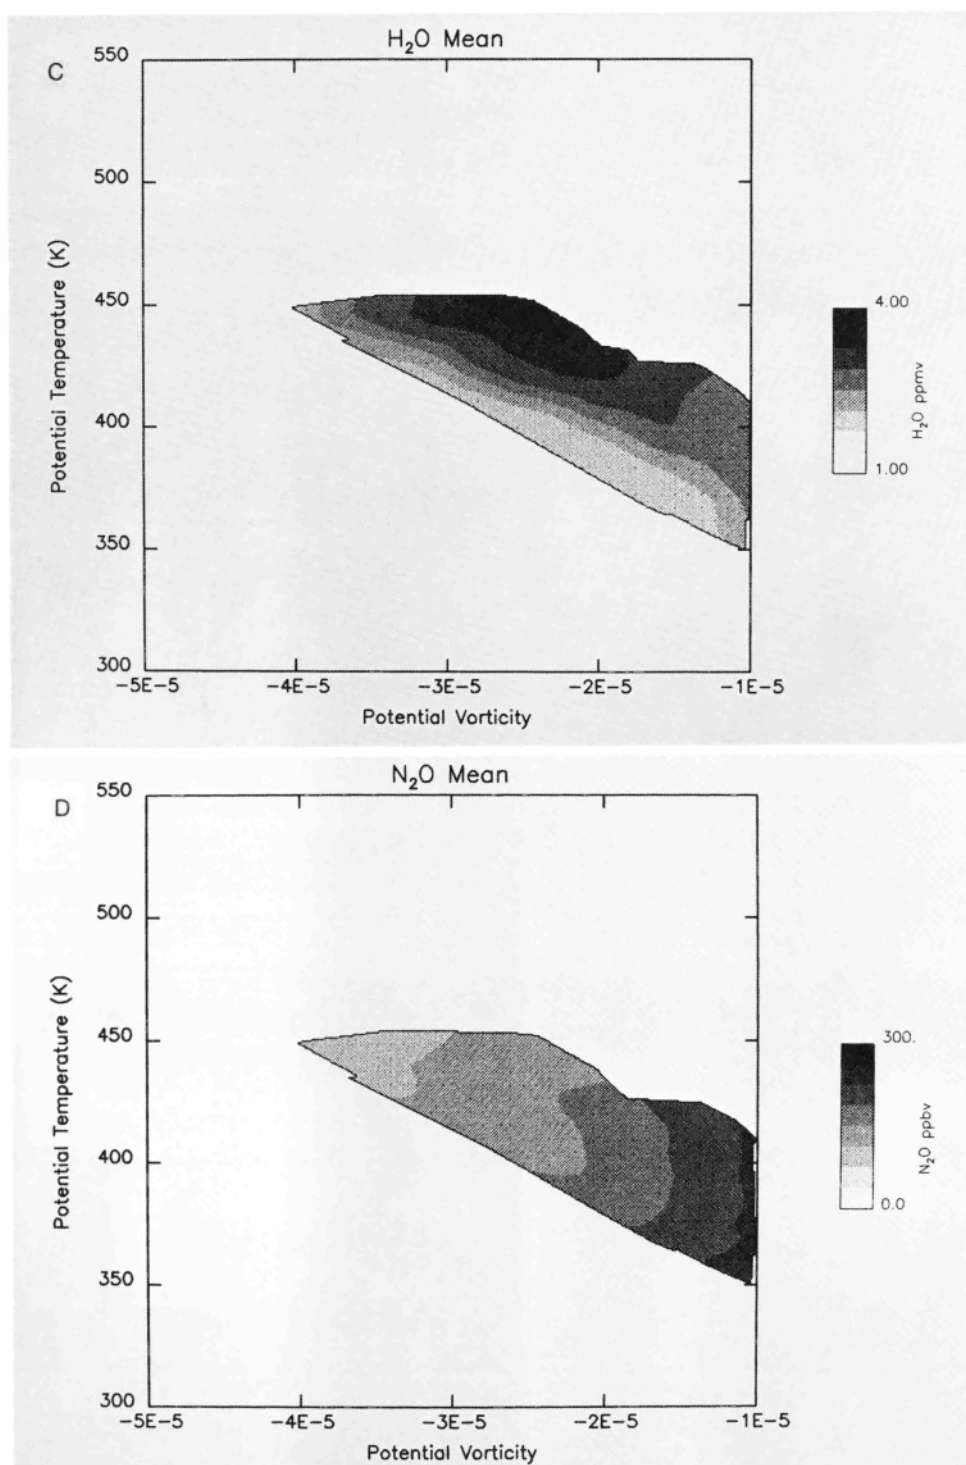 H₂O Mean
C
550
500
450
400
350
300
Potential Temperature (K)
-5E-5 -4E-5 -3E-5 -2E-5 -1E-5
Potential Vorticity
4.00
H₂O ppmv
1.00
N₂O Mean
D
550
500
450
400
350
300
Potential Temperature (K)
-5E-5 -4E-5 -3E-5 -2E-5 -1E-5
Potential Vorticity
300.
N₂O ppbv
0.0